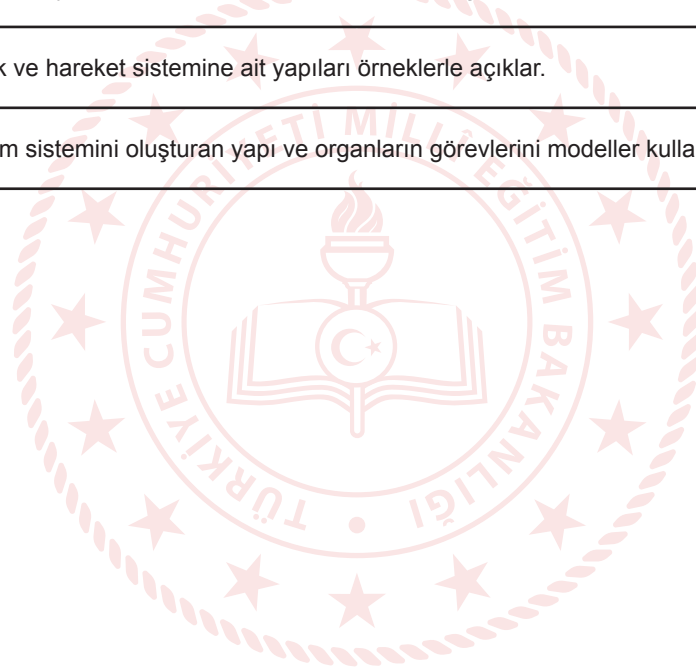 k ve hareket sistemine ait yapıları örneklerle açıklar.
m sistemini oluşturan yapı ve organların görevlerini modeller kulla
TÜRKİYE CUMHURİYETİ MİLLÎ EĞİTİM BAKANLIĞI